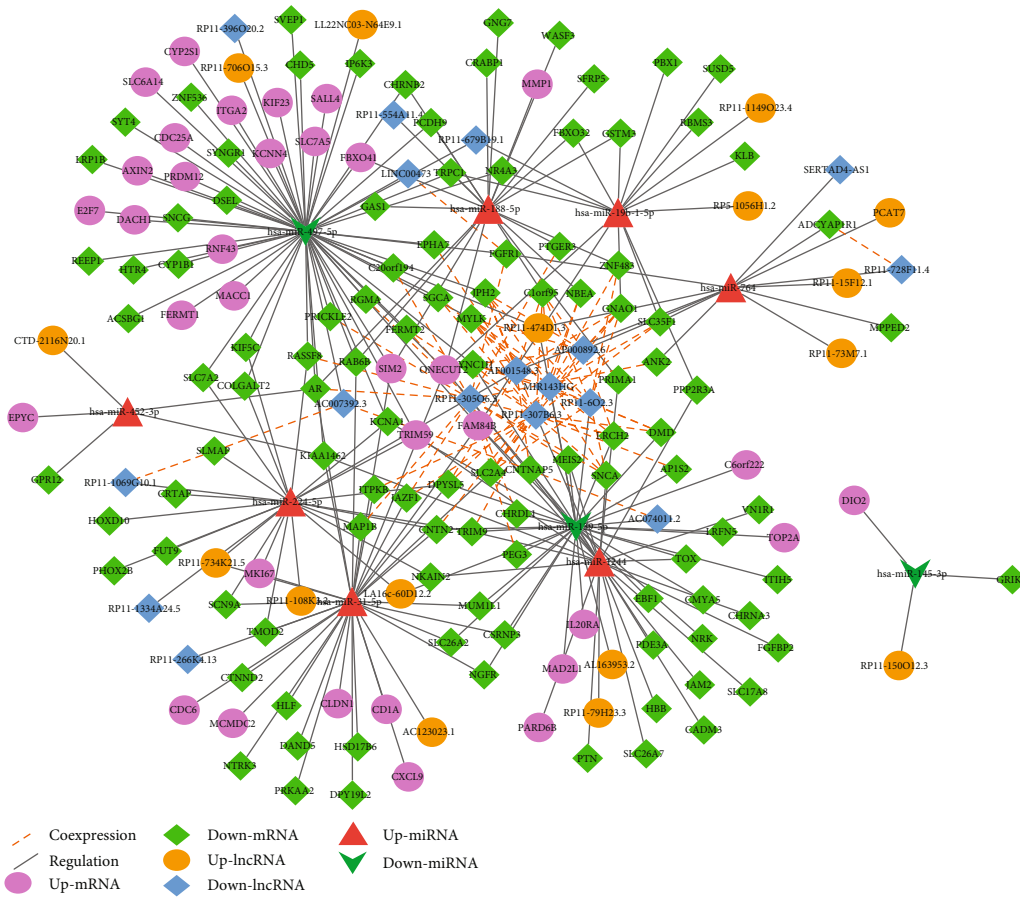 SVEP1
LL22NC03-N64E9.1
GNG7
RP11-396O20.2
WASF3
CYP2S1
RP11-706O15.3
CHD5
IP6K3
CRABP1
PBX1
SUSD5
SLC6A14
ZNF536
CHRNB2
MMP1
SFRP5
KIF23
SALL4
ITGA2
RP11-554A11.4
RP11-1149O23.4
SYT4
PCDH9
RBMS3
CDC25A
SLC7A5
RP11-679B19.1
FBXO32
GSTM3
SYNGR1
KCNN4
FBXO41
KLB
LRP1B
AXIN2
PRDM12
LINC00473
TRPC1
NR4A3
SERTAD4-AS1
DSEL
GAS1
hsa-miR-188-5p
hsa-miR-19b-1-5p
RP5-1056H1.2
PCAT7
E2F7
DACH1
SNCG
ADCYAP1R1
hsa-miR-497-5p
EPHA7
PTGER3
RNF43
FGFR1
REEP1
HTR4
CYP1B1
C20orf194
ZNF483
RP11-728F11.4
RP11-15F12.1
hsa-miR-764
MACC1
RGMA
SGCA
JPH2
C1orf95
NBEA
ACSBG1
FERMT1
PRICKLE2
FERMT2
MYLK
GNAO1
SLC35F1
MPPED2
RP11-474D1.3
CTD-2116N20.1
KIF5C
RASSF8
RAB6B
AP000892.6
RP11-73M7.1
SIM2
ONECUT2
SYNC1H
AF001548.3
ANK2
SLC7A2
COLGALT2
AR
MIR143HG
PRIMA1
PPP2R3A
AC007392.3
RP11-305O6.3
RP11-6O2.3
hsa-miR-452-3p
EPYC
KCNA1
FAM84B
RP11-307B6.3
TRIM59
ERCH2
DMD
SLMAP
KIAA1462
MEIS2
C6orf222
GPR12
RP11-1069G10.1
SLC2A4
CNTNAP5
SNCA
AP1S2
CRTAP
ITPKB
JAZF1
DPYSL5
DIO2
hsa-miR-224-5p
HOXD10
MAP1B
CHRDL1
AC074011.2
VN1R1
CNTN2
TRIM9
hsa-miR-139-5p
LRFN5
TOP2A
FUT9
PEG3
TOX
PHOX2B
RP11-734K21.5
MKI67
NKAIN2
hsa-miR-1244
ITIH5
hsa-miR-145-3p
GRIK
SCN9A
LA16c-60D12.2
hsa-miR-31-5p
MUM1L1
EBF1
CMYA5
RP11-1334A24.5
CHRNA3
TMOD2
IL20RA
CSRNP3
SLC26A2
PDE3A
NRK
FGFBP2
RP11-266K4.13
AL163953.2
RP11-150O12.3
CTNND2
NGFR
MAD2L1
JAM2
SLC17A8
CDC6
HLF
CLDN1
CD1A
RP11-79H23.3
HBB
MCMDC2
AC123023.1
PARD6B
CADM3
DAND5
HSD17B6
SLC26A7
NTRK3
PTN
CXCL9
PRKAA2
DPY19L2
Coexpression
Down-mRNA
Up-miRNA
Regulation
Up-lncRNA
Down-miRNA
Up-mRNA
Down-lncRNA